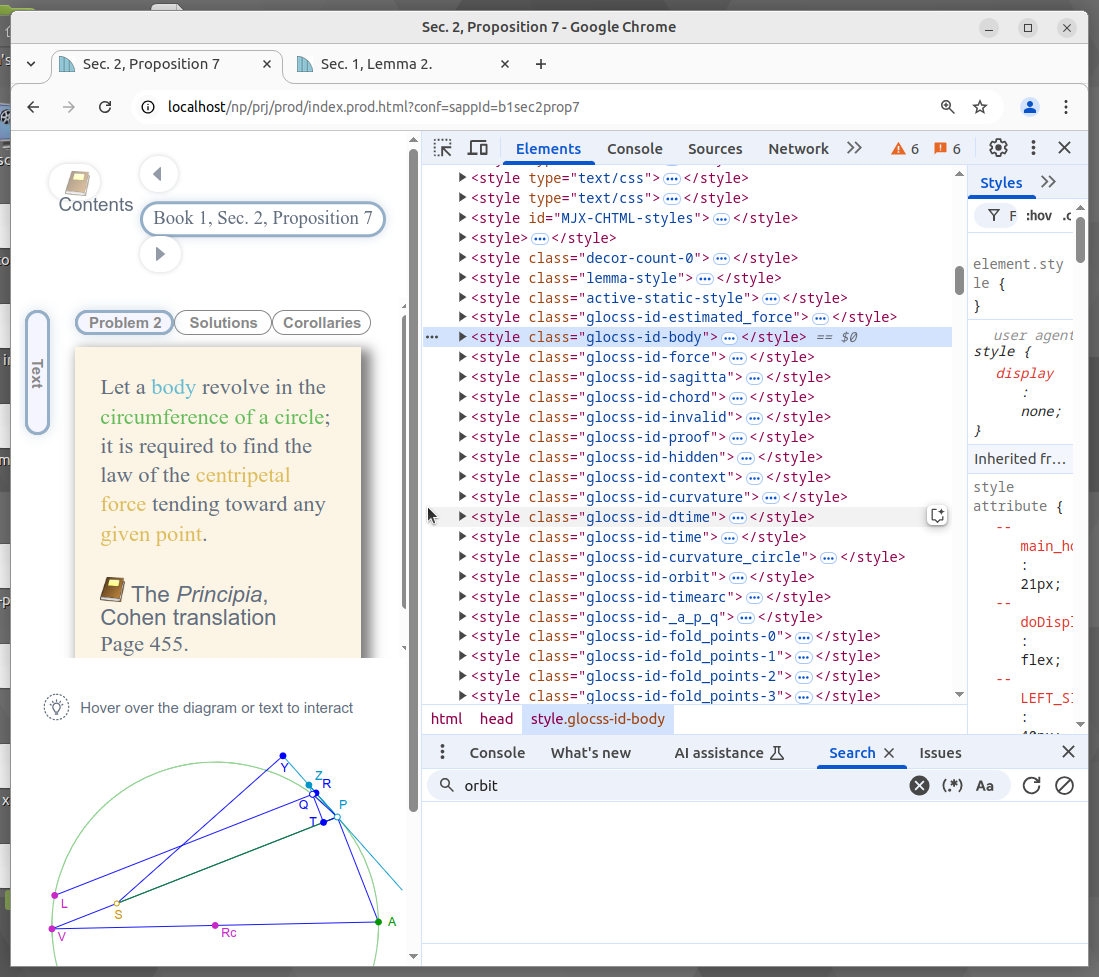 Sec. 2, Proposition 7 - Google Chrome
Sec. 2, Proposition 7
Sec. 1, Lemma 2.
localhost/np/prj/prod/index.prod.html?conf=sappId=b1sec2prop7
Contents
Book 1, Sec. 2, Proposition 7
Text
Problem 2
Solutions
Corollaries
Let a body revolve in the
circumference of a circle;
it is required to find the
law of the centripetal
force tending toward any
given point.
The Principia,
Cohen translation
Page 455.
Hover over the diagram or text to interact
Y
Z
R
Q
P
T
L
S
V
Rc
A
Elements
Console
Sources
Network
6
6
<style type="text/css"></style>
<style type="text/css"></style>
<style id="MJX-CHTML-styles"></style>
<style></style>
<style class="decor-count-0"></style>
<style class="lemma-style"></style>
<style class="active-static-style"></style>
<style class="glocss-id-estimated_force"></style>
<style class="glocss-id-body"></style> == $0
<style class="glocss-id-force"></style>
<style class="glocss-id-sagitta"></style>
<style class="glocss-id-chord"></style>
<style class="glocss-id-invalid"></style>
<style class="glocss-id-proof"></style>
<style class="glocss-id-hidden"></style>
<style class="glocss-id-context"></style>
<style class="glocss-id-curvature"></style>
<style class="glocss-id-dtime"></style>
<style class="glocss-id-time"></style>
<style class="glocss-id-curvature_circle"></style>
<style class="glocss-id-orbit"></style>
<style class="glocss-id-timearc"></style>
<style class="glocss-id-_a_p_q"></style>
<style class="glocss-id-fold_points-0"></style>
<style class="glocss-id-fold_points-1"></style>
<style class="glocss-id-fold_points-2"></style>
<style class="glocss-id-fold_points-3"></style>
html
head
style.glocss-id-body
Styles
F
:hov
.c
element.sty
le {
}
user agent
style {
display
:
none;
}
Inherited fr...
style
attribute {
--
main_ho
:
21px;
--
doDispl
:
flex;
--
LEFT_SI
:
Console
What's new
AI assistance
Search
Issues
orbit
(.*)
Aa